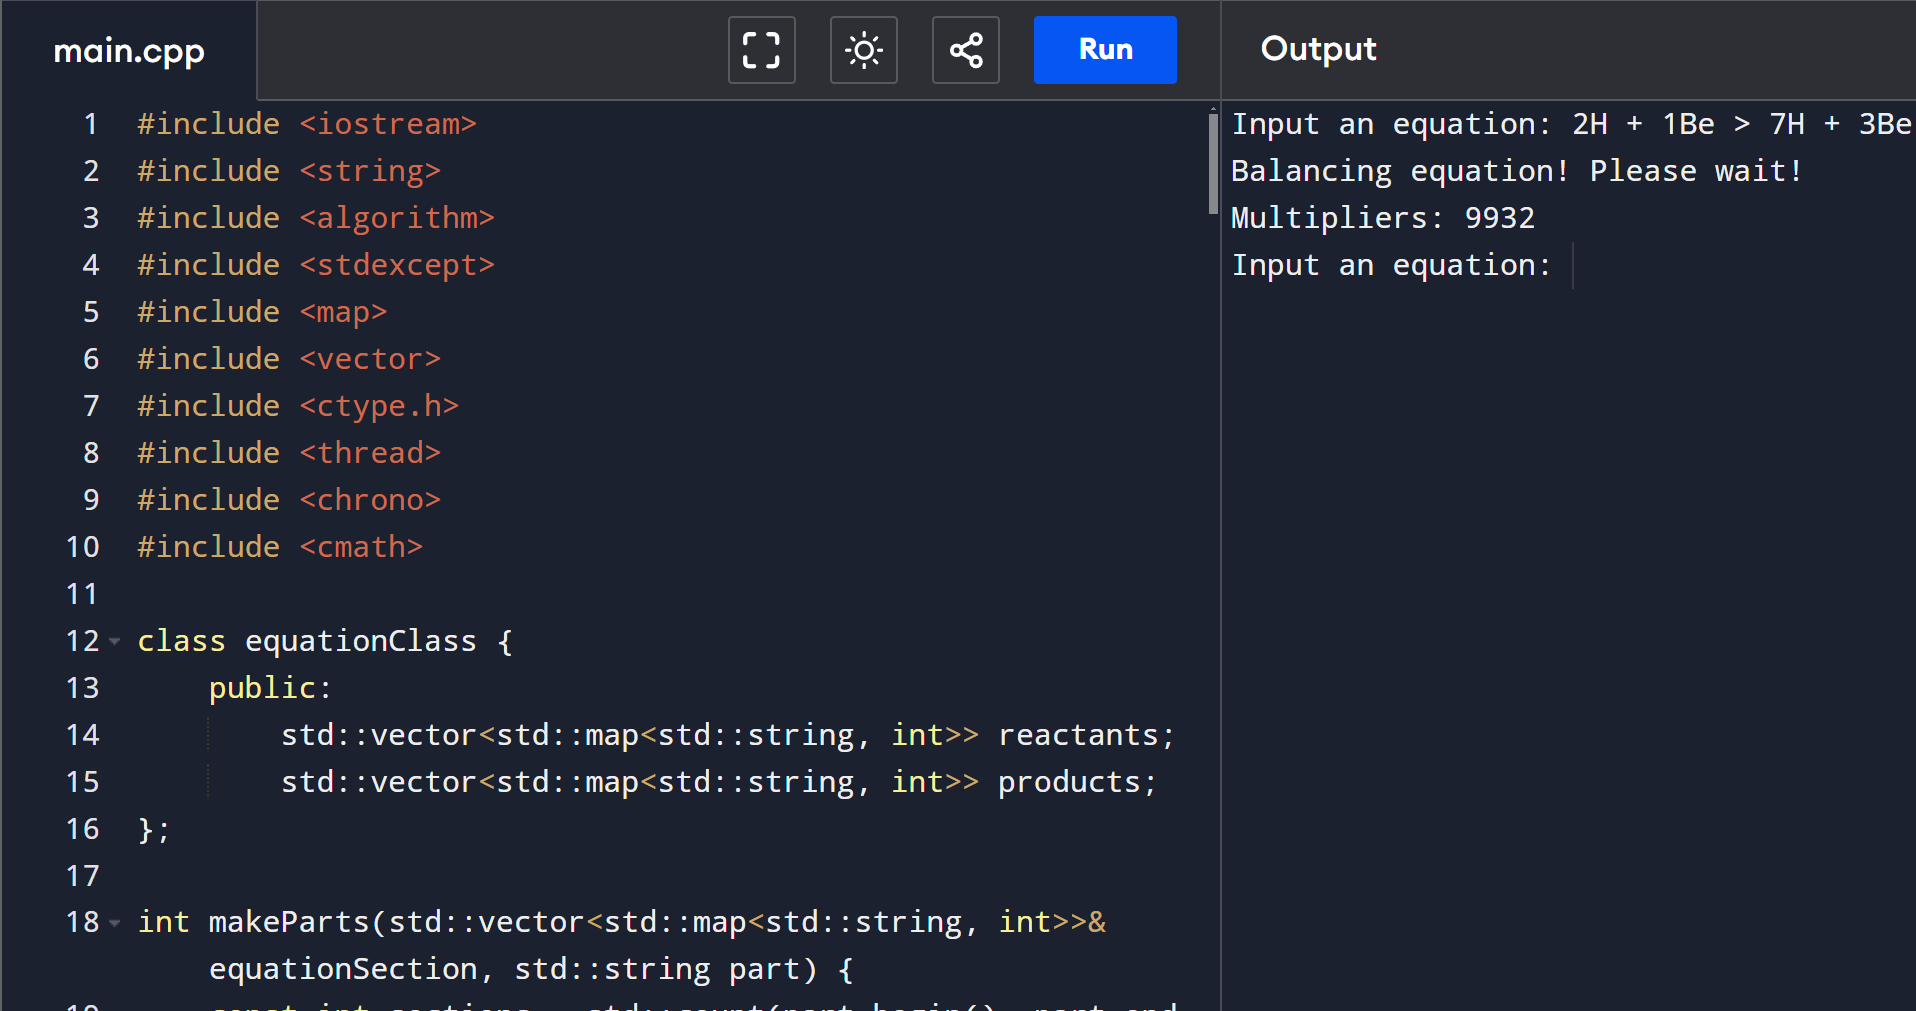 main.cpp
Run
Output
1 #include <iostream>
2 #include <string>
3 #include <algorithm>
4 #include <stdexcept>
5 #include <map>
6 #include <vector>
7 #include <ctype.h>
8 #include <thread>
9 #include <chrono>
10 #include <cmath>
11
12 class equationClass {
13     public:
14         std::vector<std::map<std::string, int>> reactants;
15         std::vector<std::map<std::string, int>> products;
16 };
17
18 int makeParts(std::vector<std::map<std::string, int>>&
    equationSection, std::string part) {
Input an equation: 2H + 1Be > 7H + 3Be
Balancing equation! Please wait!
Multipliers: 9932
Input an equation: